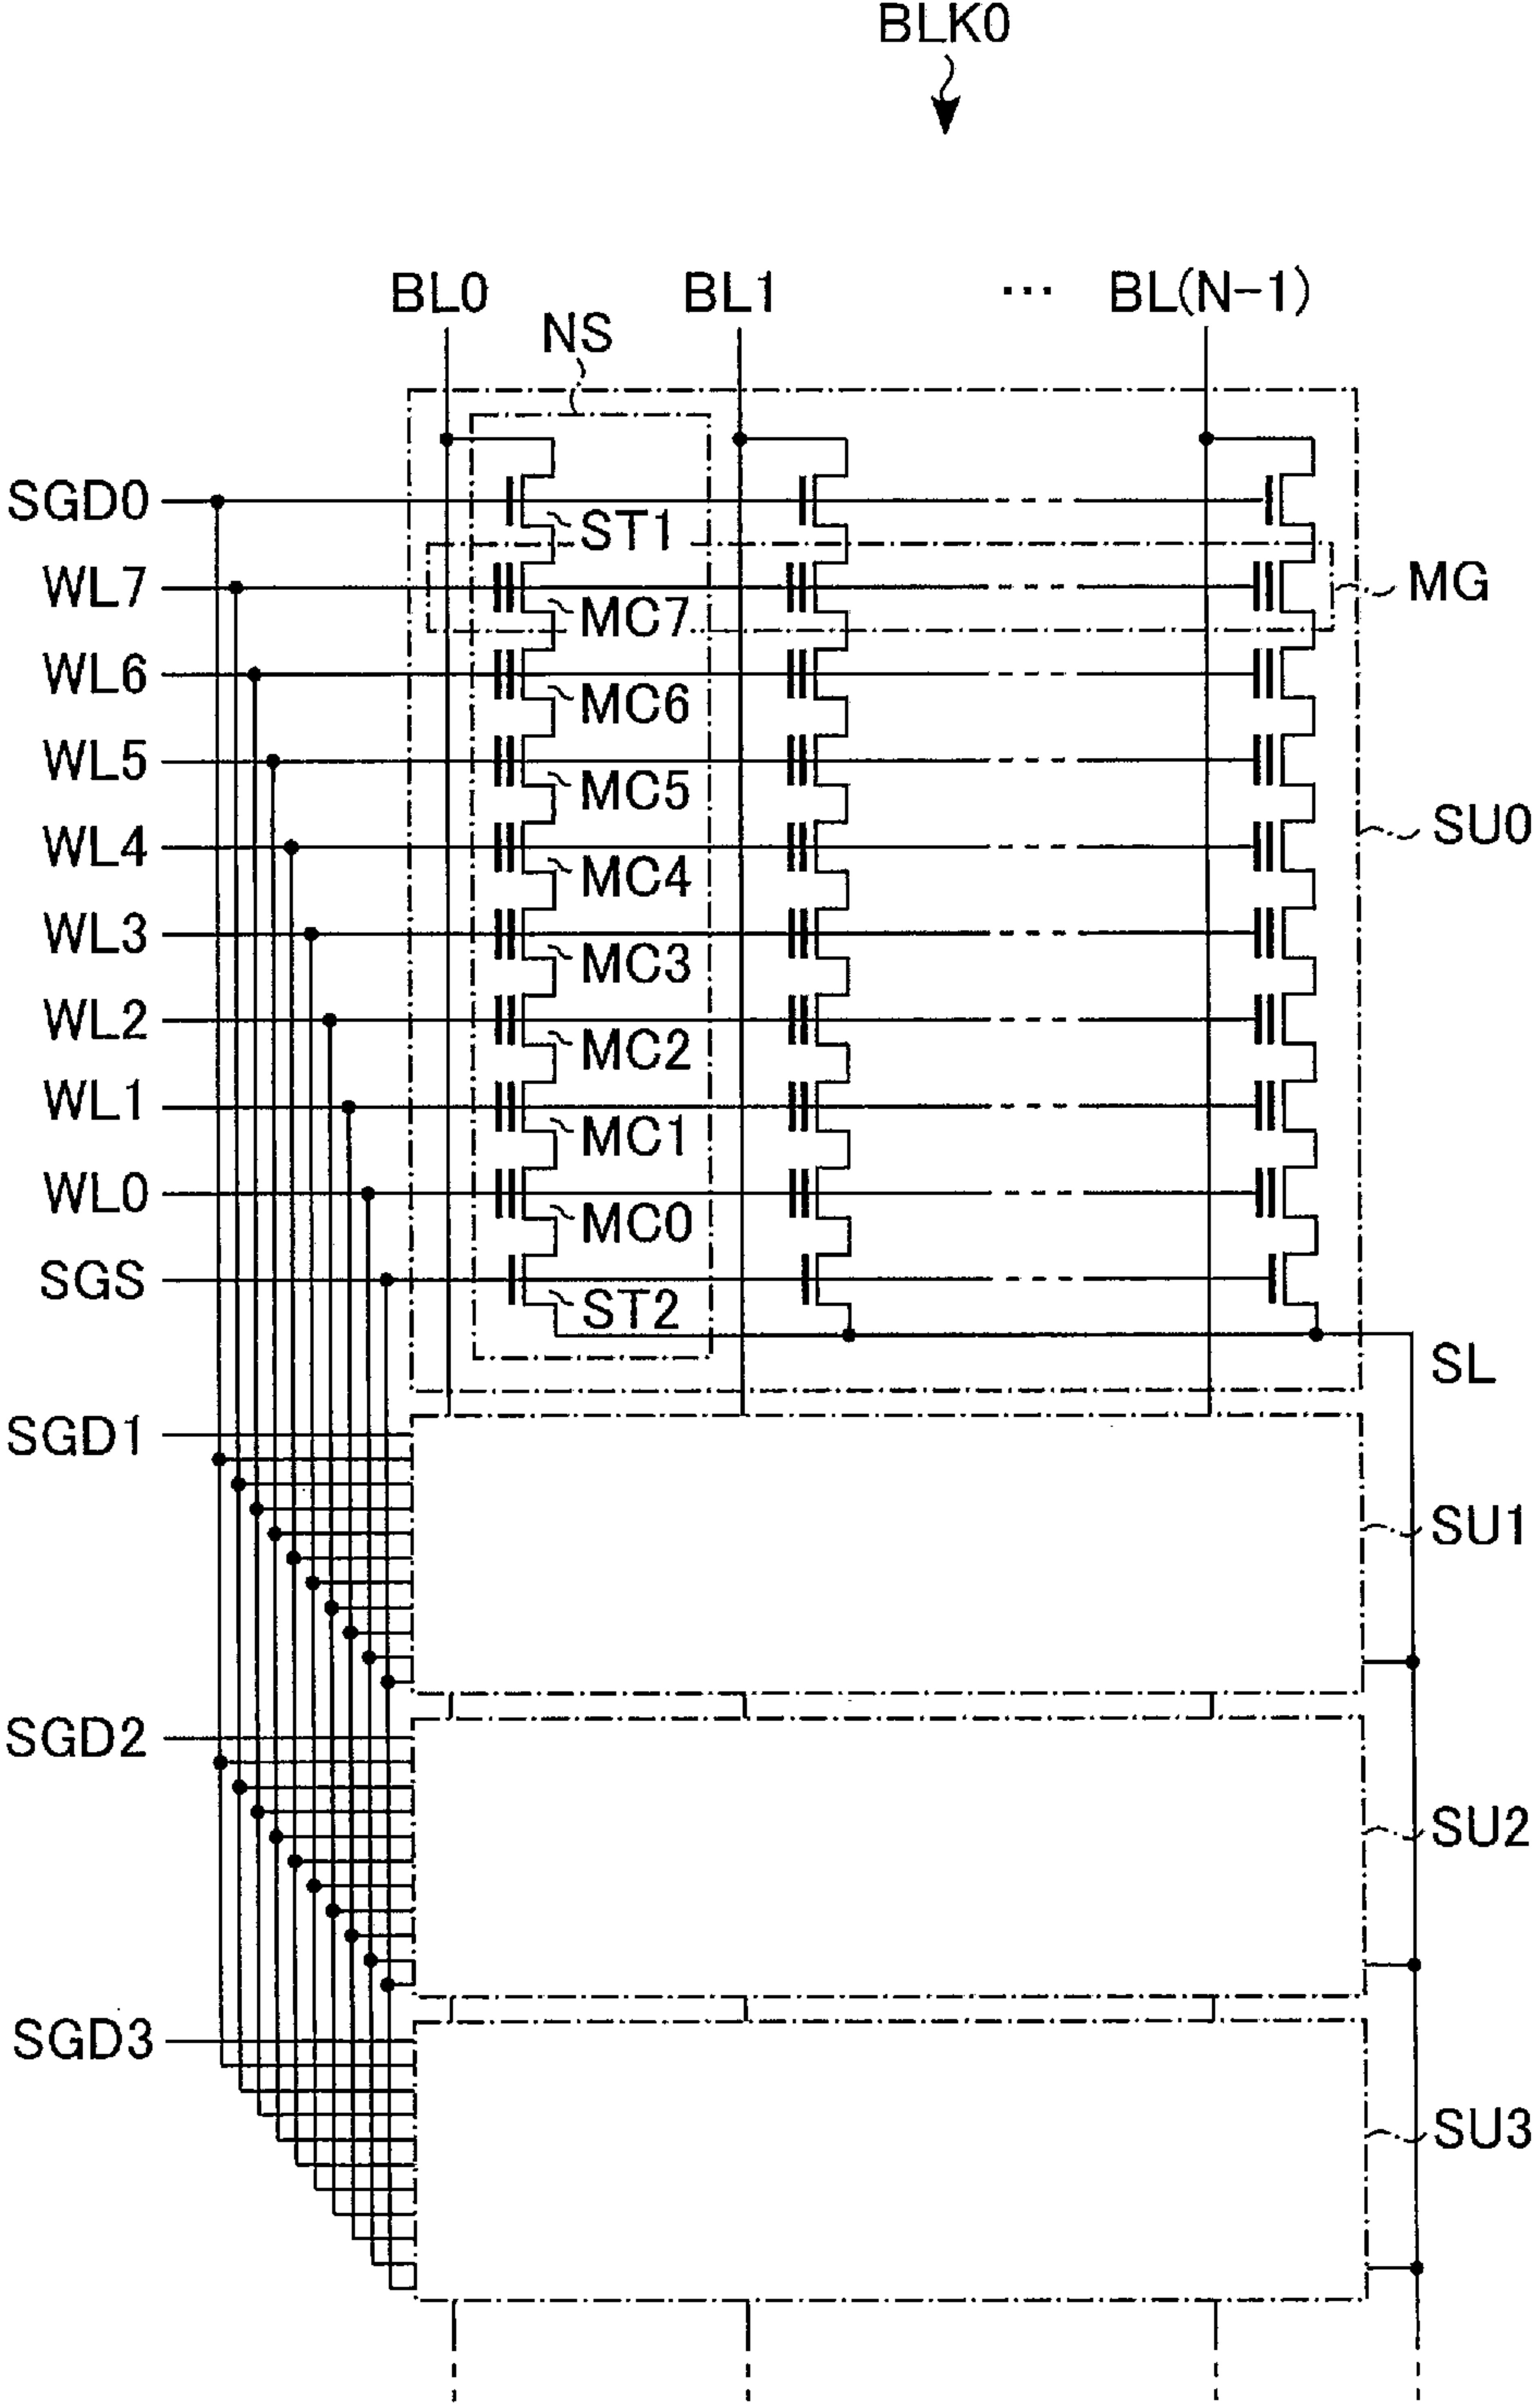 BLK0
BL0 BL1 ... BL(N-1)
NS
SGD0
ST1
WL7
MC7
MG
WL6
MC6
WL5
MC5
WL4
MC4
SU0
WL3
MC3
WL2
MC2
WL1
MC1
WL0
MC0
SGS
ST2
SL
SGD1
SU1
SGD2
SU2
SGD3
SU3